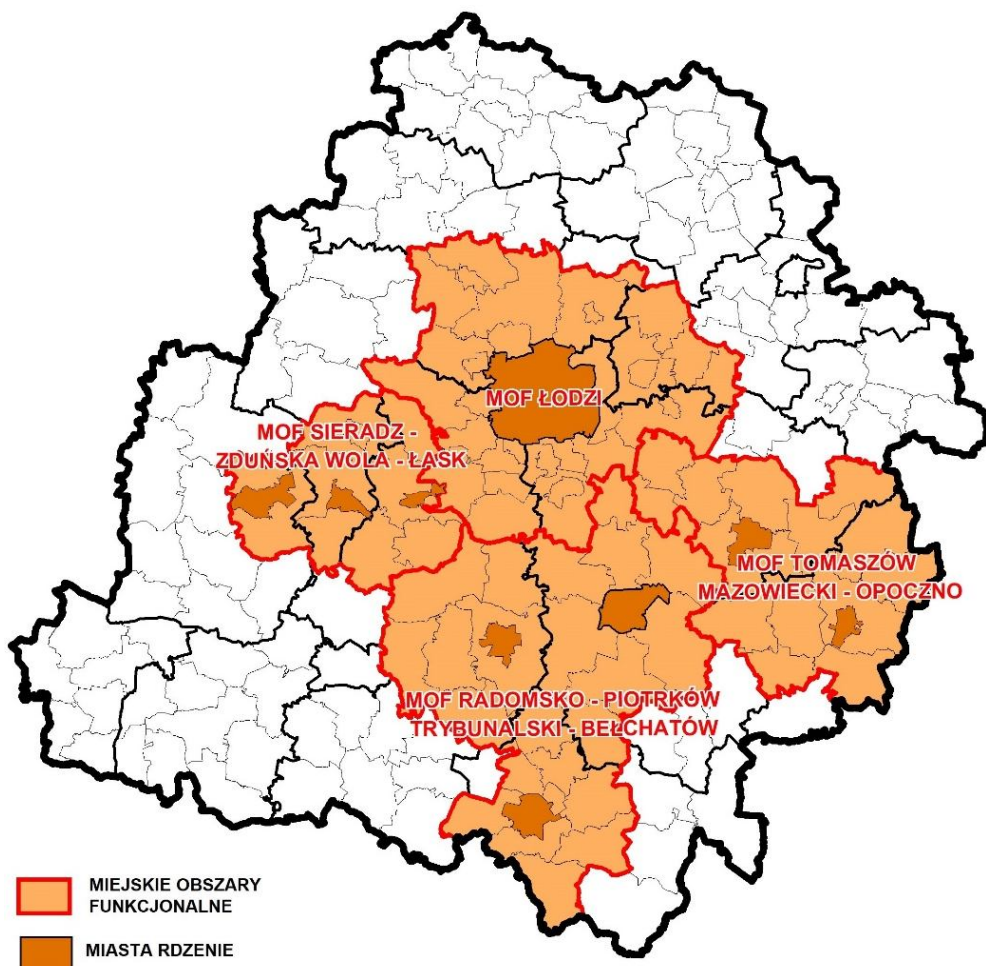 MOF ŁODZI
MOF SIERADZ -
ZDUŃSKA WOLA - ŁASK
MOF TOMASZÓW
MAZOWIECKI - OPOCZNO
MOF RADOMSKO - PIOTRKÓW
TRYBUNALSKI - BEŁCHATÓW
MIEJSKIE OBSZARY
FUNKCJONALNE
MIASTA RDZENIE